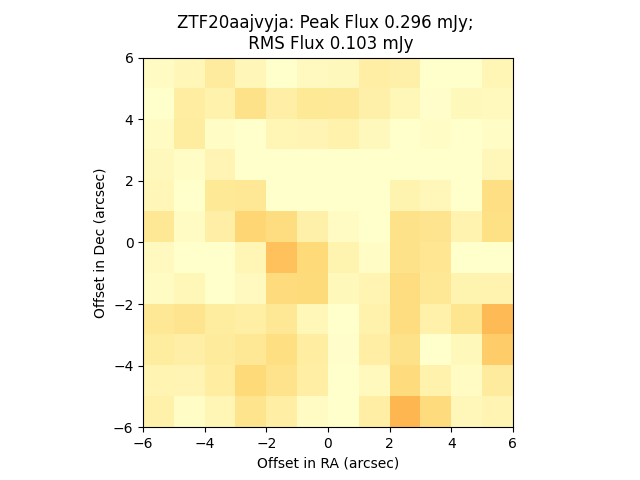 ZTF20aajvyja: Peak Flux 0.296 mJy;
RMS Flux 0.103 mJy
6
4
2
0
−2
−4
−6
Offset in Dec (arcsec)
−6 −4 −2 0 2 4 6
Offset in RA (arcsec)